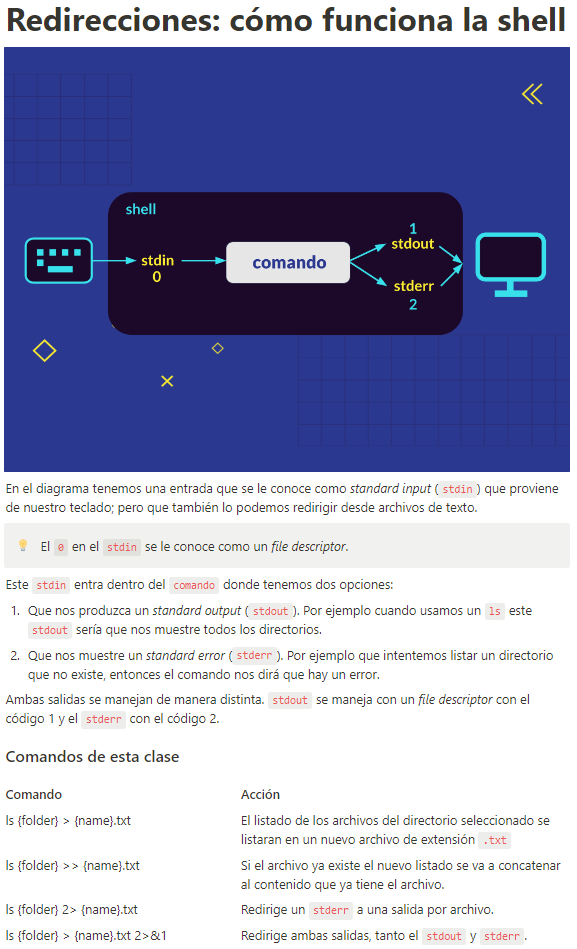 Redirecciones: cómo funciona la shell
shell
stdin
0
comando
1
stdout
stderr
2
En el diagrama tenemos una entrada que se le conoce como standard input ( stdin ) que proviene
de nuestro teclado; pero que también lo podemos redirigir desde archivos de texto.
El 0 en el stdin se le conoce como un file descriptor.
Este stdin entra dentro del comando donde tenemos dos opciones:
1. Que nos produzca un standard output ( stdout ). Por ejemplo cuando usamos un ls este
stdout sería que nos muestre todos los directorios.
2. Que nos muestre un standard error ( stderr ). Por ejemplo que intentemos listar un directorio
que no existe, entonces el comando nos dirá que hay un error.
Ambas salidas se manejan de manera distinta. stdout se maneja con un file descriptor con el
código 1 y el stderr con el código 2.
Comandos de esta clase
Comando Acción
ls {folder} > {name}.txt El listado de los archivos del directorio seleccionado se
listaran en un nuevo archivo de extensión .txt
ls {folder} >> {name}.txt Si el archivo ya existe el nuevo listado se va a concatenar
al contenido que ya tiene el archivo.
ls {folder} 2> {name}.txt Redirige un stderr a una salida por archivo.
ls {folder} > {name}.txt 2>&1 Redirige ambas salidas, tanto el stdout y stderr.